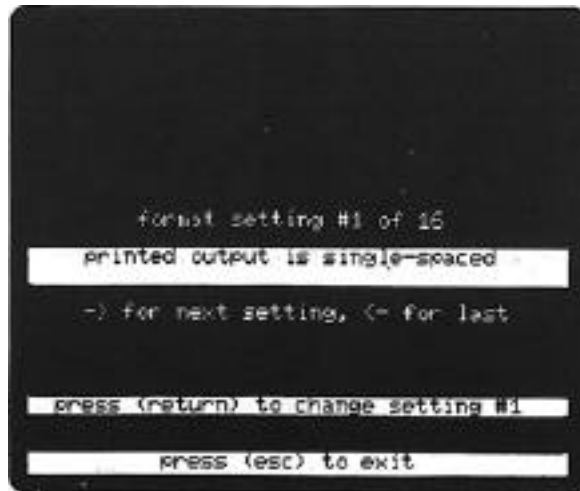 format setting #1 of 16
printed output is single-spaced
-) for next setting, (- for last
press (return) to change setting #1
press (esc) to exit